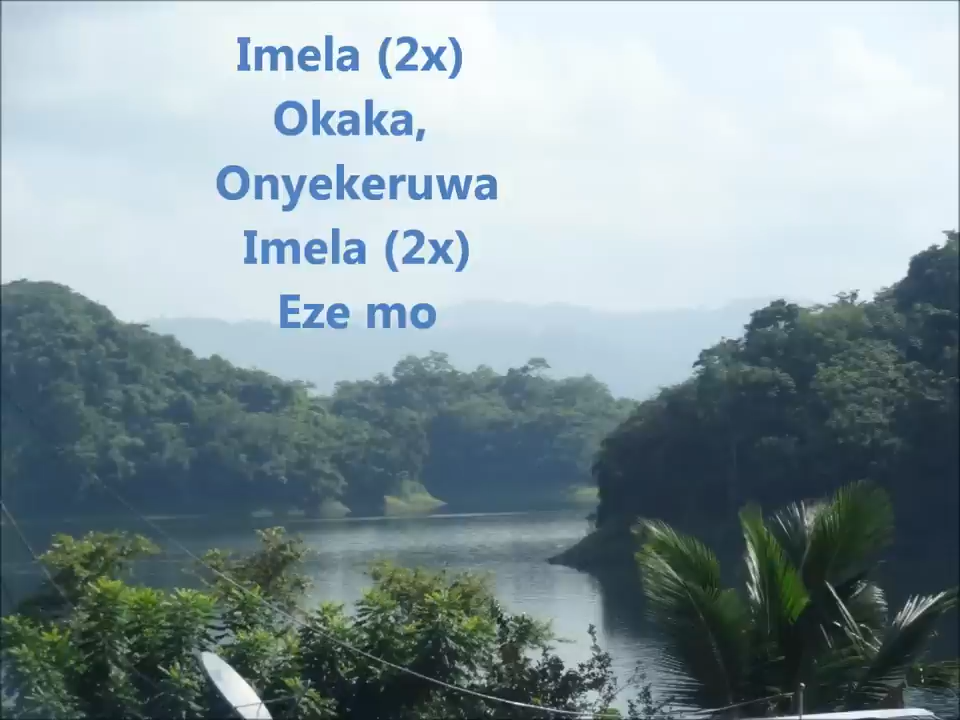 Imela (2x)
Okaka,
Onyekeruwa
Imela (2x)
Eze mo